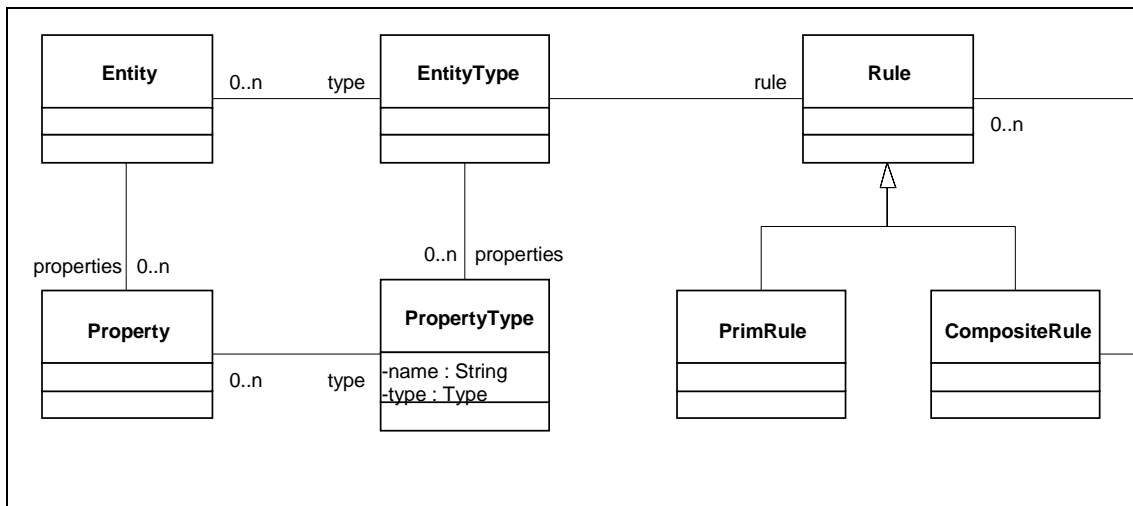 Entity
0..n
type
EntityType
rule
Rule
0..n
properties 0..n
0..n properties
Property
0..n
type
PropertyType
-name : String
-type : Type
PrimRule
CompositeRule